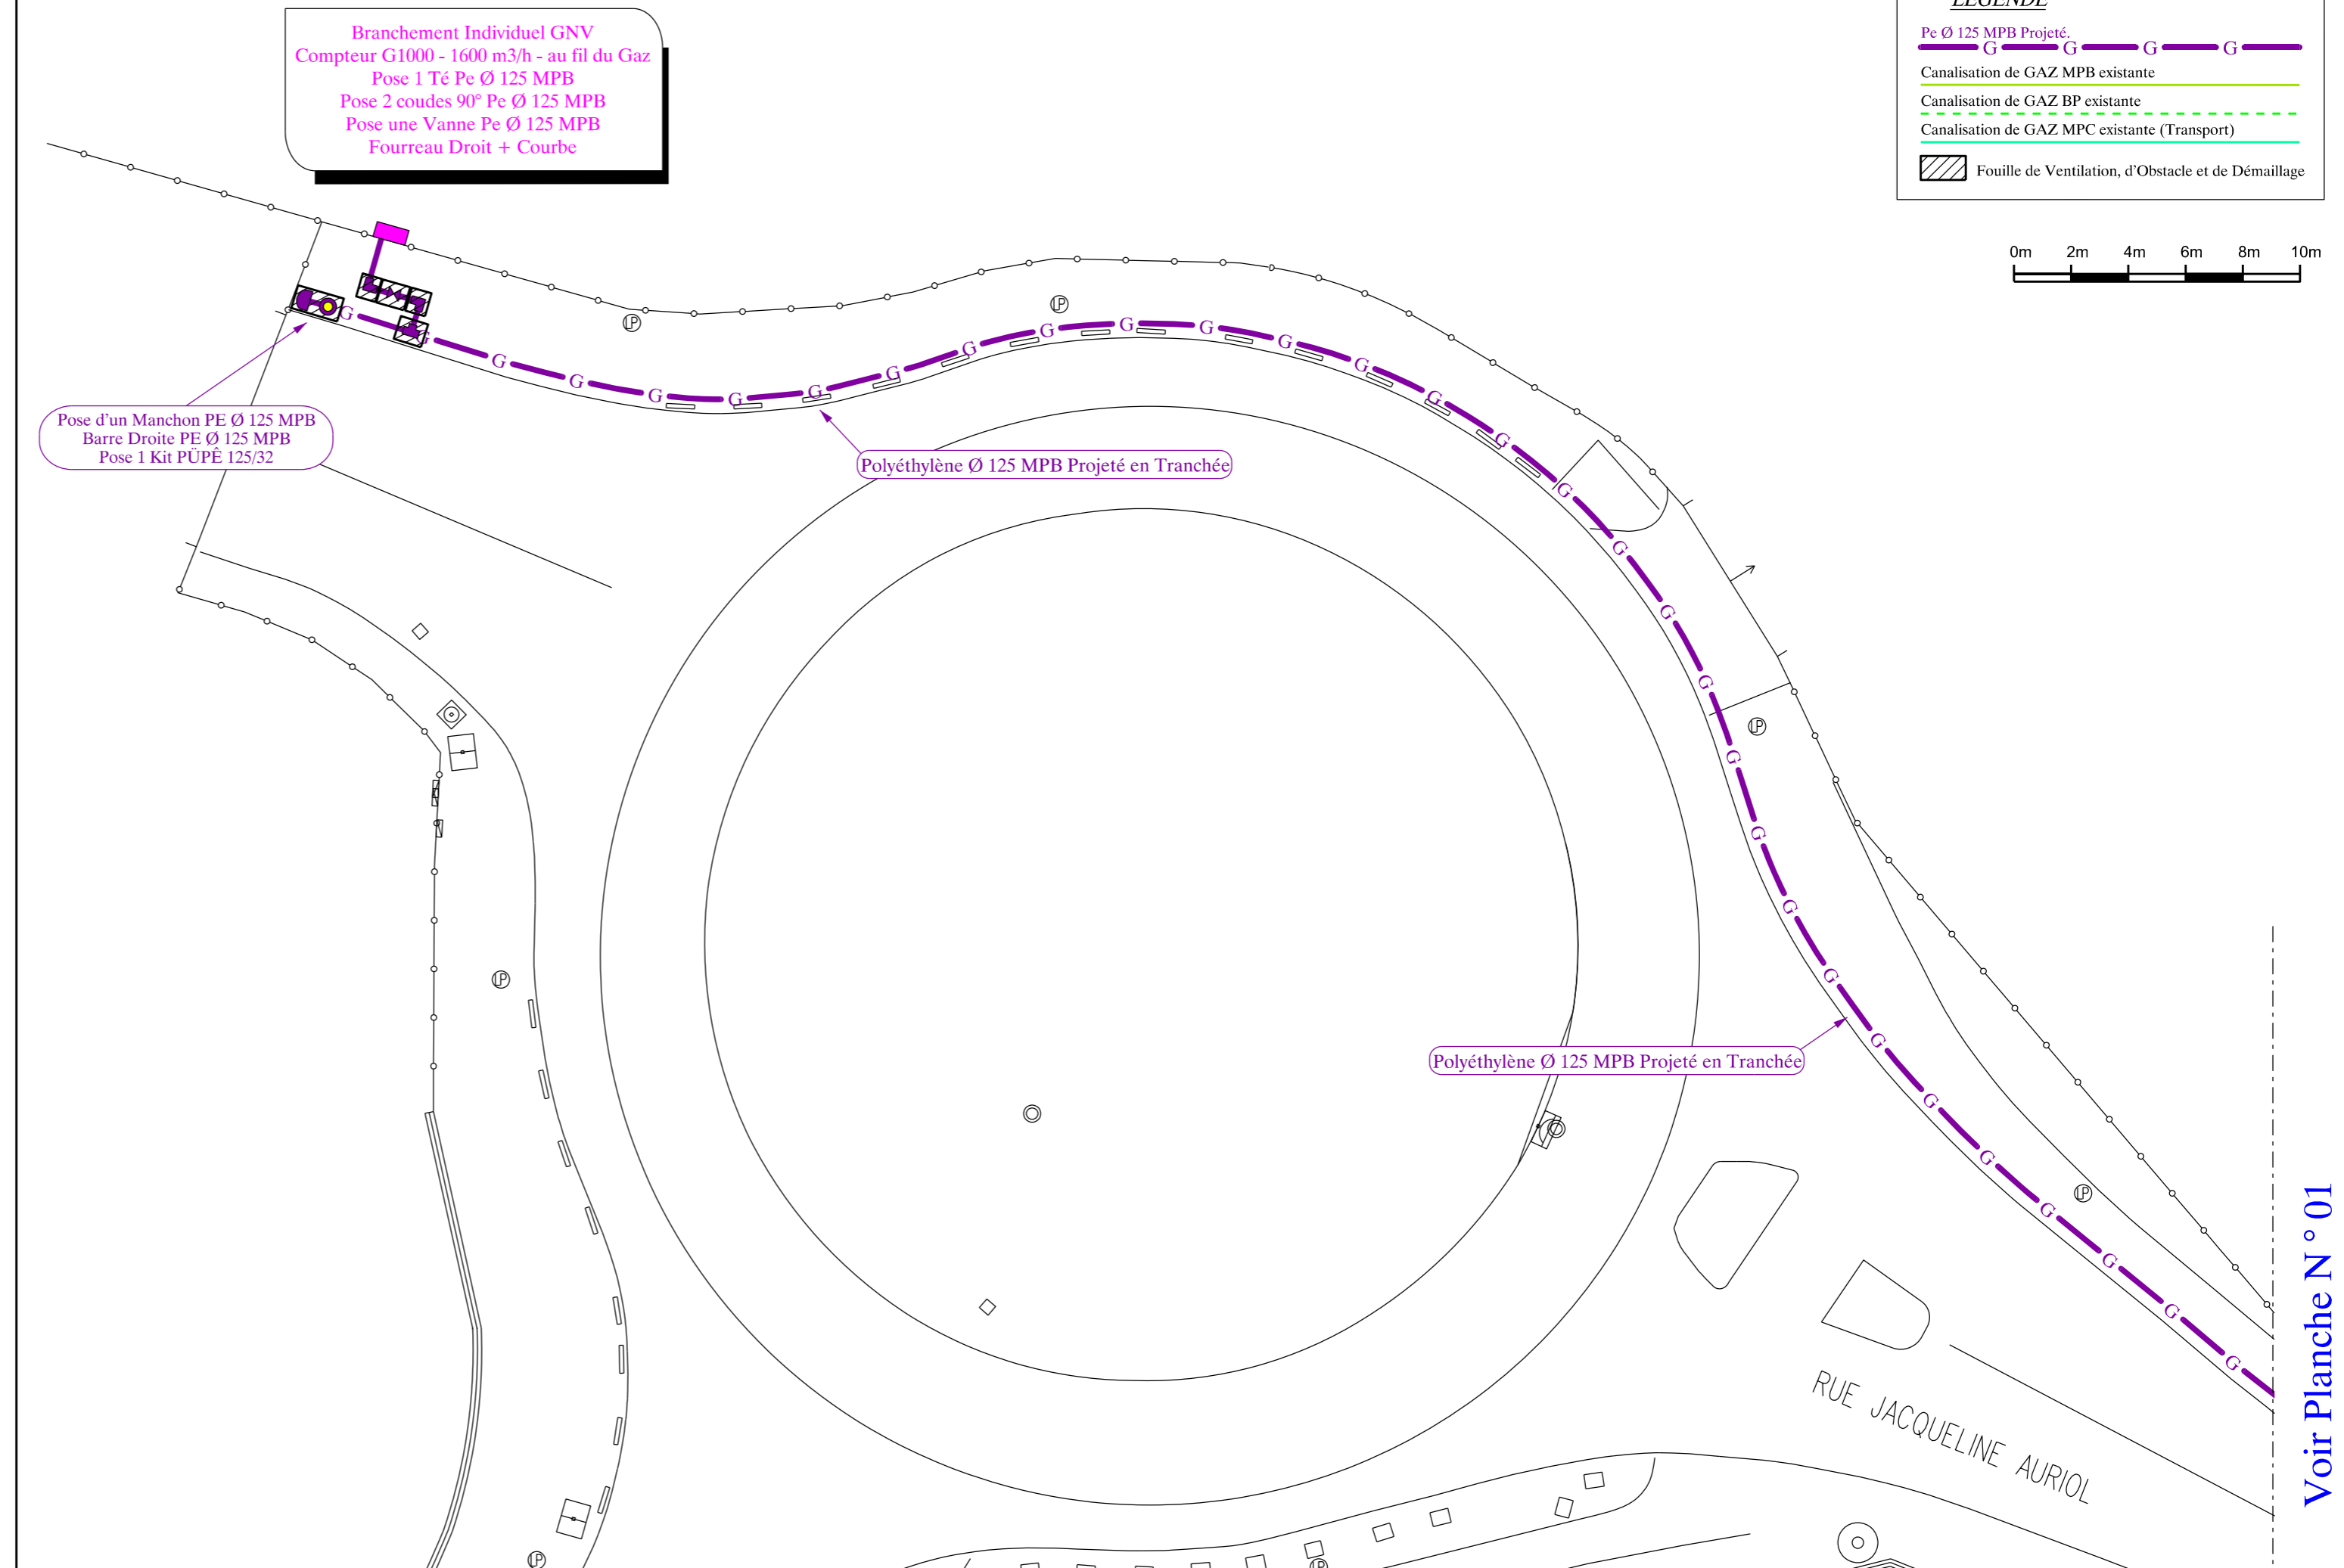 Branchement Individuel GNV
Compteur G1000 - 1600 m3/h - au fil du Gaz
Pose 1 Té Pe Ø 125 MPB
Pose 2 coudes 90° Pe Ø 125 MPB
Pose une Vanne Pe Ø 125 MPB
Fourreau Droit + Courbe
LEGENDE
Pe Ø 125 MPB Projeté.
G G G G
Canalisation de GAZ MPB existante
Canalisation de GAZ BP existante
Canalisation de GAZ MPC existante (Transport)
Fouille de Ventilation, d'Obstacle et de Démaillage
0m 2m 4m 6m 8m 10m
Pose d'un Manchon PE Ø 125 MPB
Barre Droite PE Ø 125 MPB
Pose 1 Kit PÜPÊ 125/32
Polyéthylène Ø 125 MPB Projeté en Tranchée
Polyéthylène Ø 125 MPB Projeté en Tranchée
RUE JACQUELINE AURIOL
Voir Planche N° 01